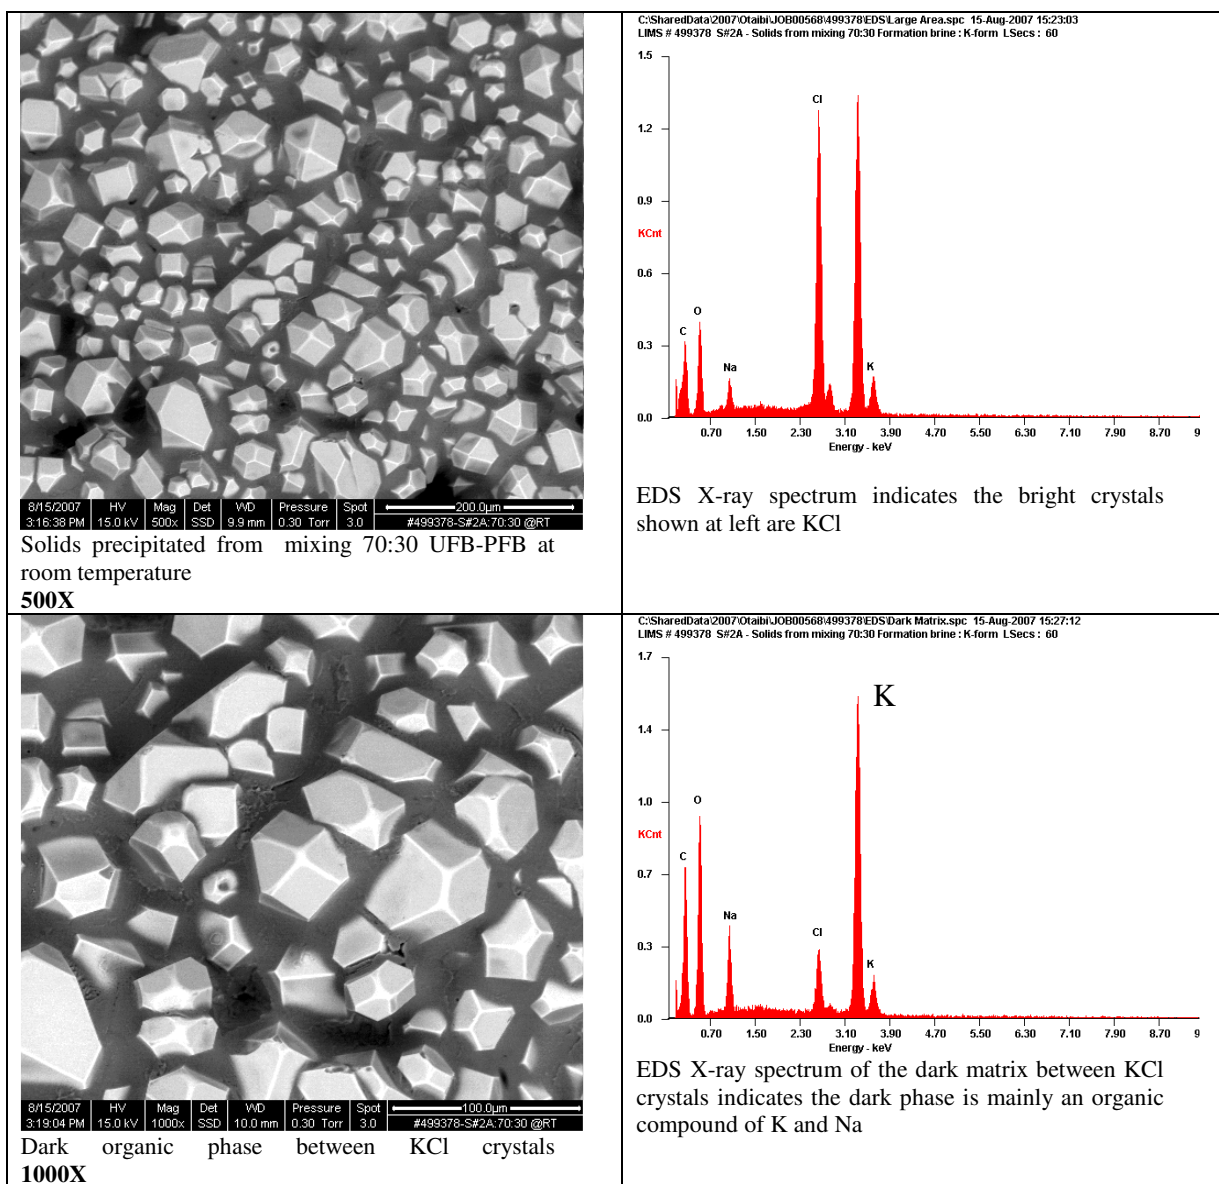 8/15/2007 HV Mag Det WD Pressure Spot 200.0µm
3:16:38 PM 15.0 kV 500x SSD 9.9 mm 0.30 Torr 3.0 #499378-S#2A:70:30 @RT
Solids precipitated from mixing 70:30 UFB-PFB at
room temperature
500X
C:\SharedData\2007\Otaibi\JOB00568\499378\EDS\Large Area.spc 15-Aug-2007 15:23:03
LIMS # 499378 S#2A - Solids from mixing 70:30 Formation brine : K-form LSecs : 60
1.5
1.2
0.9
KCnt
0.6
0.3
0.0
C
O
Na
Cl
K
0.70 1.50 2.30 3.10 3.90 4.70 5.50 6.30 7.10 7.90 8.70 9
Energy - keV
EDS X-ray spectrum indicates the bright crystals
shown at left are KCl
8/15/2007 HV Mag Det WD Pressure Spot 100.0µm
3:19:04 PM 15.0 kV 1000x SSD 10.0 mm 0.30 Torr 3.0 #499378-S#2A:70:30 @RT
Dark organic phase between KCl crystals
1000X
C:\SharedData\2007\Otaibi\JOB00568\499378\EDS\Dark Matrix.spc 15-Aug-2007 15:27:12
LIMS # 499378 S#2A - Solids from mixing 70:30 Formation brine : K-form LSecs : 60
1.7
1.4
1.0
KCnt
0.7
0.3
0.0
C
O
Na
Cl
K
K
0.70 1.50 2.30 3.10 3.90 4.70 5.50 6.30 7.10 7.90 8.70 9
Energy - keV
EDS X-ray spectrum of the dark matrix between KCl
crystals indicates the dark phase is mainly an organic
compound of K and Na